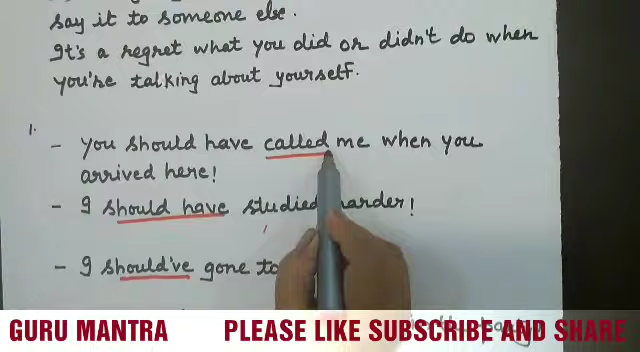 say it to someone else.
It's a regret what you did or didn't do when
you're talking about yourself.
1.
- You should have called me when you
arrived here!
- I should have studied harder!
- I should've gone to
GURU MANTRA PLEASE LIKE SUBSCRIBE AND SHARE